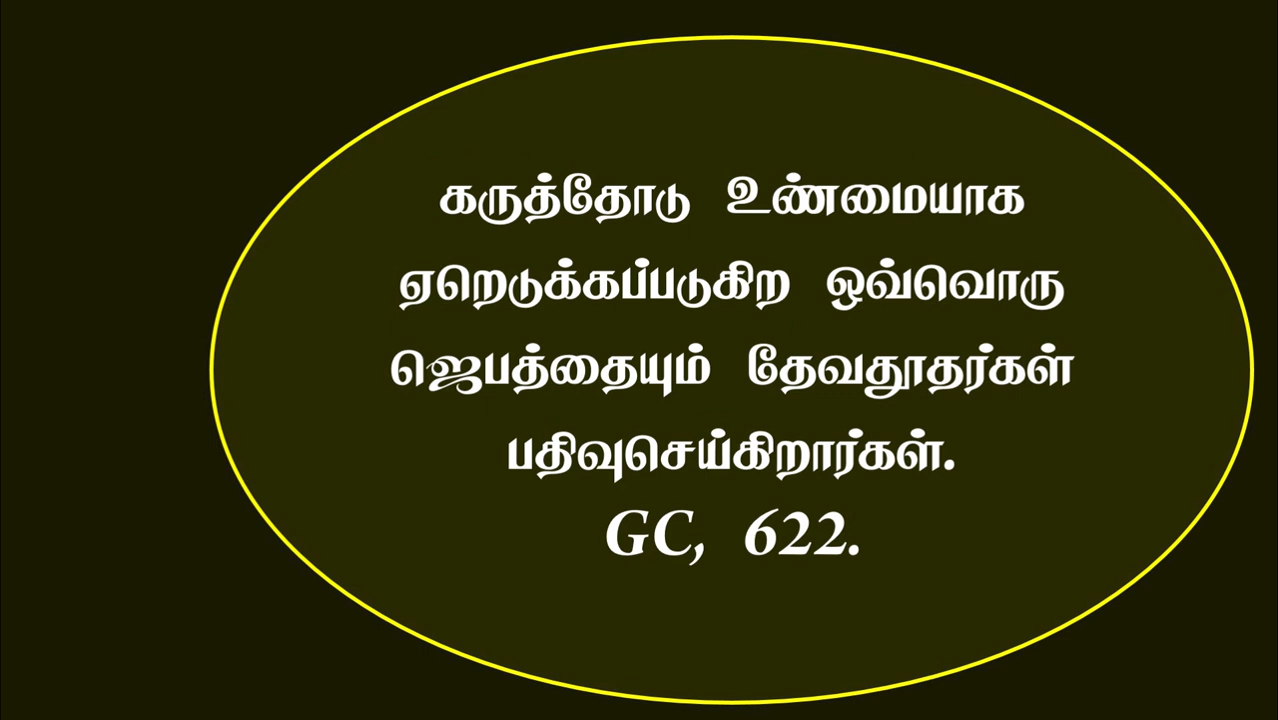 கருத்தோடு உண்மையாக
ஏறெடுக்கப்படுகிற ஒவ்வொரு
ஜெபத்தையும் தேவதூதர்கள்
பதிவுசெய்கிறார்கள்.
GC, 622.